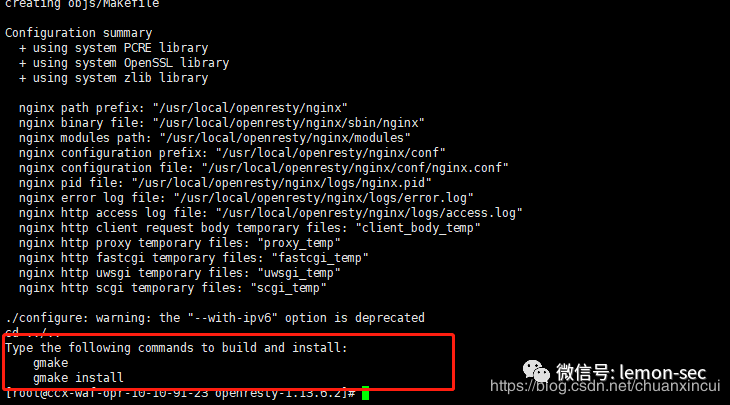 creating objs/Makefile
Configuration summary
+ using system PCRE library
+ using system OpenSSL library
+ using system zlib library
nginx path prefix: "/usr/local/openresty/nginx"
nginx binary file: "/usr/local/openresty/nginx/sbin/nginx"
nginx modules path: "/usr/local/openresty/nginx/modules"
nginx configuration prefix: "/usr/local/openresty/nginx/conf"
nginx configuration file: "/usr/local/openresty/nginx/conf/nginx.conf"
nginx pid file: "/usr/local/openresty/nginx/logs/nginx.pid"
nginx error log file: "/usr/local/openresty/nginx/logs/error.log"
nginx http access log file: "/usr/local/openresty/nginx/logs/access.log"
nginx http client request body temporary files: "client_body_temp"
nginx http proxy temporary files: "proxy_temp"
nginx http fastcgi temporary files: "fastcgi_temp"
nginx http uwsgi temporary files: "uwsgi_temp"
nginx http scgi temporary files: "scgi_temp"
./configure: warning: the "--with-ipv6" option is deprecated
cd ../..
Type the following commands to build and install:
gmake
gmake install
[root@ccx-waf-opr-10-10-91-23 openresty-1.13.6.2]#
微信号: lemon-sec
https://blog.csdn.net/chuanxincui